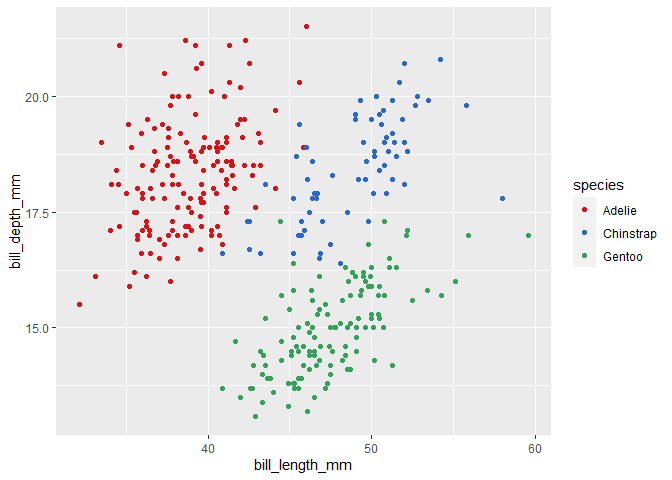 20.0
17.5
15.0
bill_depth_mm
40
50
60
bill_length_mm
species
Adelie
Chinstrap
Gentoo